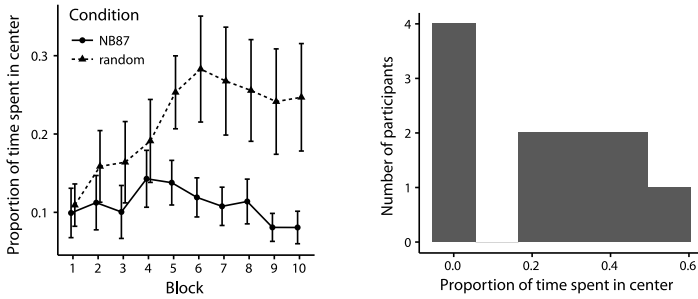 Condition
NB87
random
Proportion of time spent in center
0.3
0.2
0.1
1 2 3 4 5 6 7 8 9 10
Block
Number of participants
4
3
2
1
0
0.0 0.2 0.4 0.6
Proportion of time spent in center